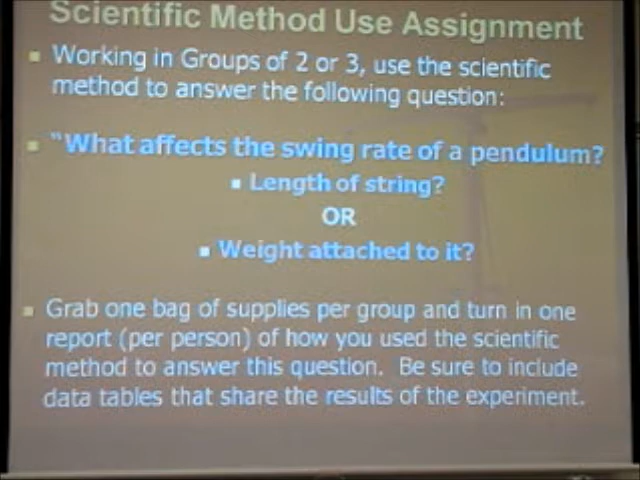 Scientific Method Use Assignment
Working in Groups of 2 or 3, use the scientific
method to answer the following question:
"What affects the swing rate of a pendulum?
Length of string?
OR
Weight attached to it?
Grab one bag of supplies per group and turn in one
report (per person) of how you used the scientific
method to answer this question. Be sure to include
data tables that share the results of the experiment.